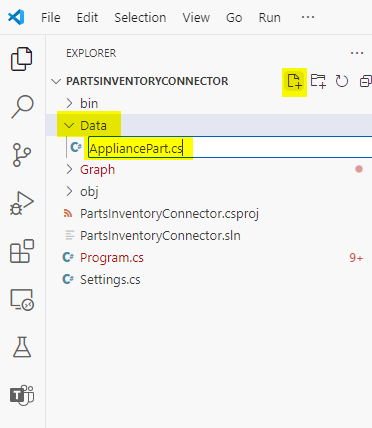 File Edit View Go Run ···
EXPLORER ···
PARTSINVENTORYCONNECTOR
bin
Data
C# AppliancePart.cs
Graph
obj
PartsInventoryConnector.csproj
PartsInventoryConnector.sln
C# Program.cs 9+
C# Settings.cs